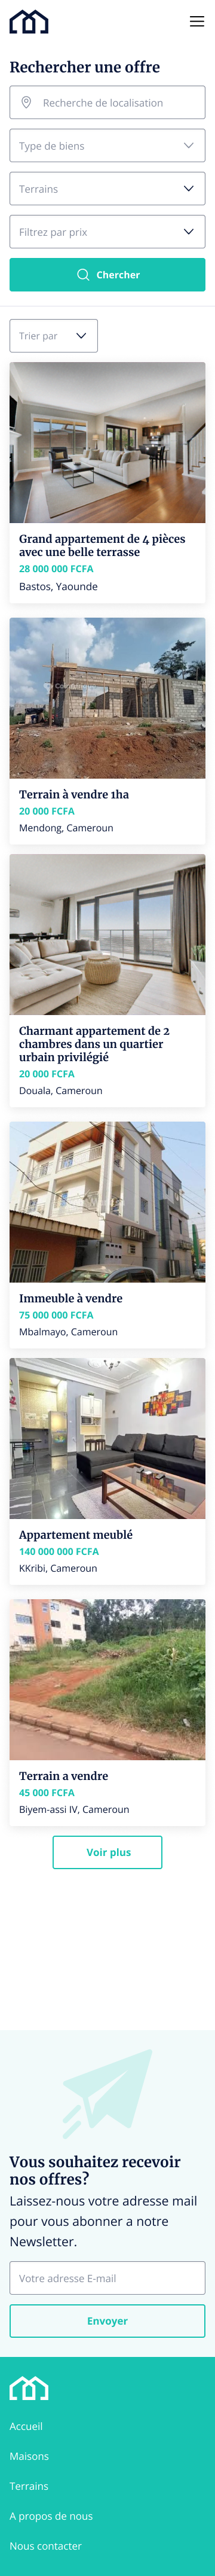 Rechercher une offre
Recherche de localisation
Type de biens
Terrains
Filtrez par prix
Chercher
Trier par
Grand appartement de 4 pièces
avec une belle terrasse
28 000 000 FCFA
Bastos, Yaounde
Terrain à vendre 1ha
20 000 FCFA
Mendong, Cameroun
Charmant appartement de 2
chambres dans un quartier
urbain privilégié
20 000 FCFA
Douala, Cameroun
Immeuble à vendre
75 000 000 FCFA
Mbalmayo, Cameroun
Appartement meublé
140 000 000 FCFA
KKribi, Cameroun
Terrain a vendre
45 000 FCFA
Biyem-assi IV, Cameroun
Voir plus
Vous souhaitez recevoir
nos offres?
Laissez-nous votre adresse mail
pour vous abonner a notre
Newsletter.
Votre adresse E-mail
Envoyer
Accueil
Maisons
Terrains
A propos de nous
Nous contacter